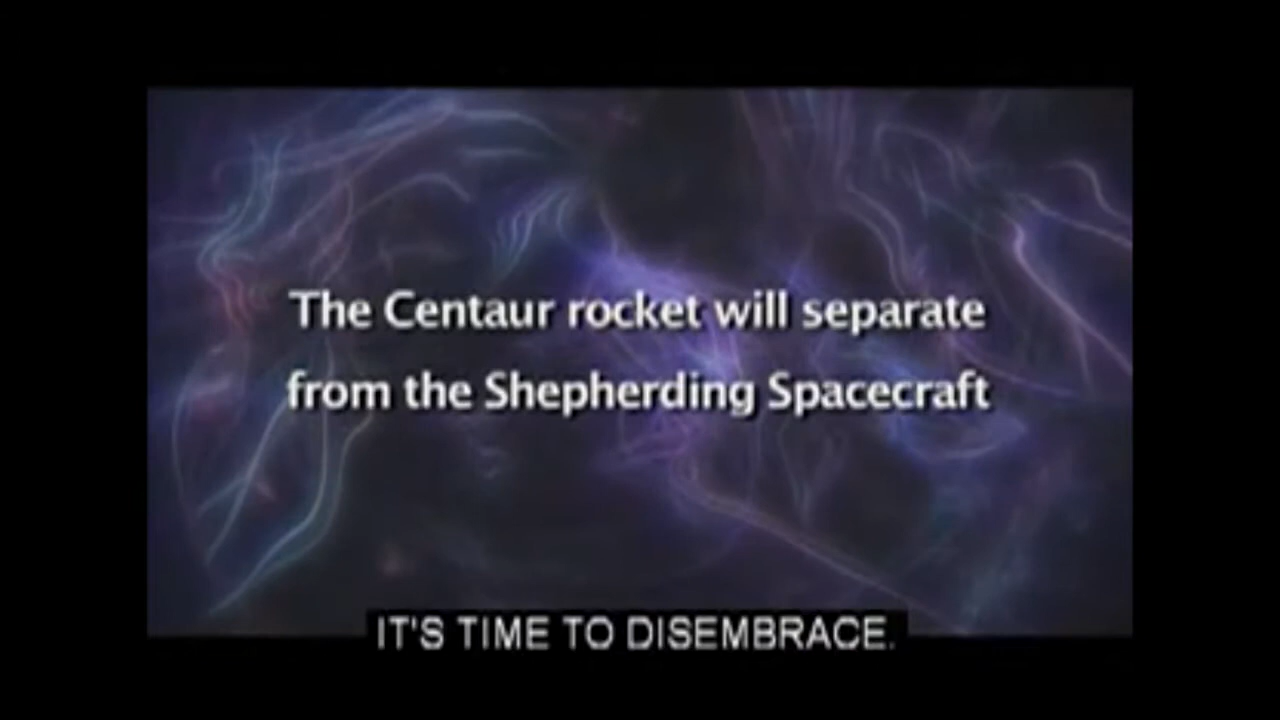 The Centaur rocket will separate
from the Shepherding Spacecraft
IT'S TIME TO DISEMBRACE.